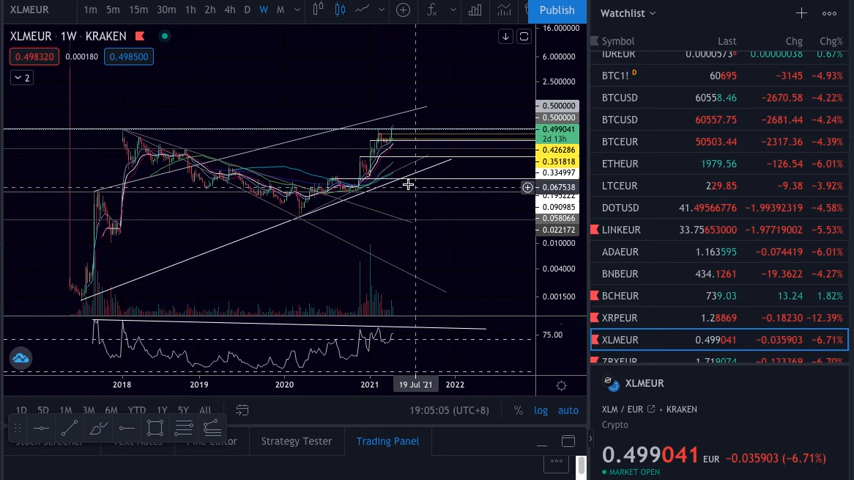 XLMEUR
1m 5m 15m 30m 1h 2h 4h D W M
Publish
XLMEUR · 1W · KRAKEN
0.498320 0.000180 0.498500
2
16.000000
6.000000
2.500000
0.500000
0.500000
0.499041
2d 13h
0.426286
0.351818
0.334997
0.067538
0.090985
0.058066
0.022172
0.010000
0.004000
0.001500
75.00
2018 2019 2020 2021 19 Jul '21 2022
1D 5D 1M 3M 6M YTD 1Y 5Y All
19:05:05 (UTC+8) % log auto
Strategy Tester Trading Panel
Watchlist
Symbol Last Chg Chg%
IDREUR 0.0000573 0.00000038 0.67%
BTC1! D 60695 −3145 −4.93%
BTCUSD 60558.46 −2670.58 −4.22%
BTCUSD 60557.75 −2681.44 −4.24%
BTCEUR 50503.44 −2317.36 −4.39%
ETHEUR 1979.56 −126.54 −6.01%
LTCEUR 229.85 −9.38 −3.92%
DOTUSD 41.49566776 −1.99392319 −4.58%
LINKEUR 33.75653000 −1.97719002 −5.53%
ADAEUR 1.163595 −0.074419 −6.01%
BNBEUR 434.1261 −19.3622 −4.27%
BCHEUR 739.03 13.24 1.82%
XRPEUR 1.28869 −0.18230 −12.39%
XLMEUR 0.499041 −0.035903 −6.71%
XLMEUR
XLM / EUR • KRAKEN
Crypto
0.499041 EUR −0.035903 (−6.71%)
MARKET OPEN